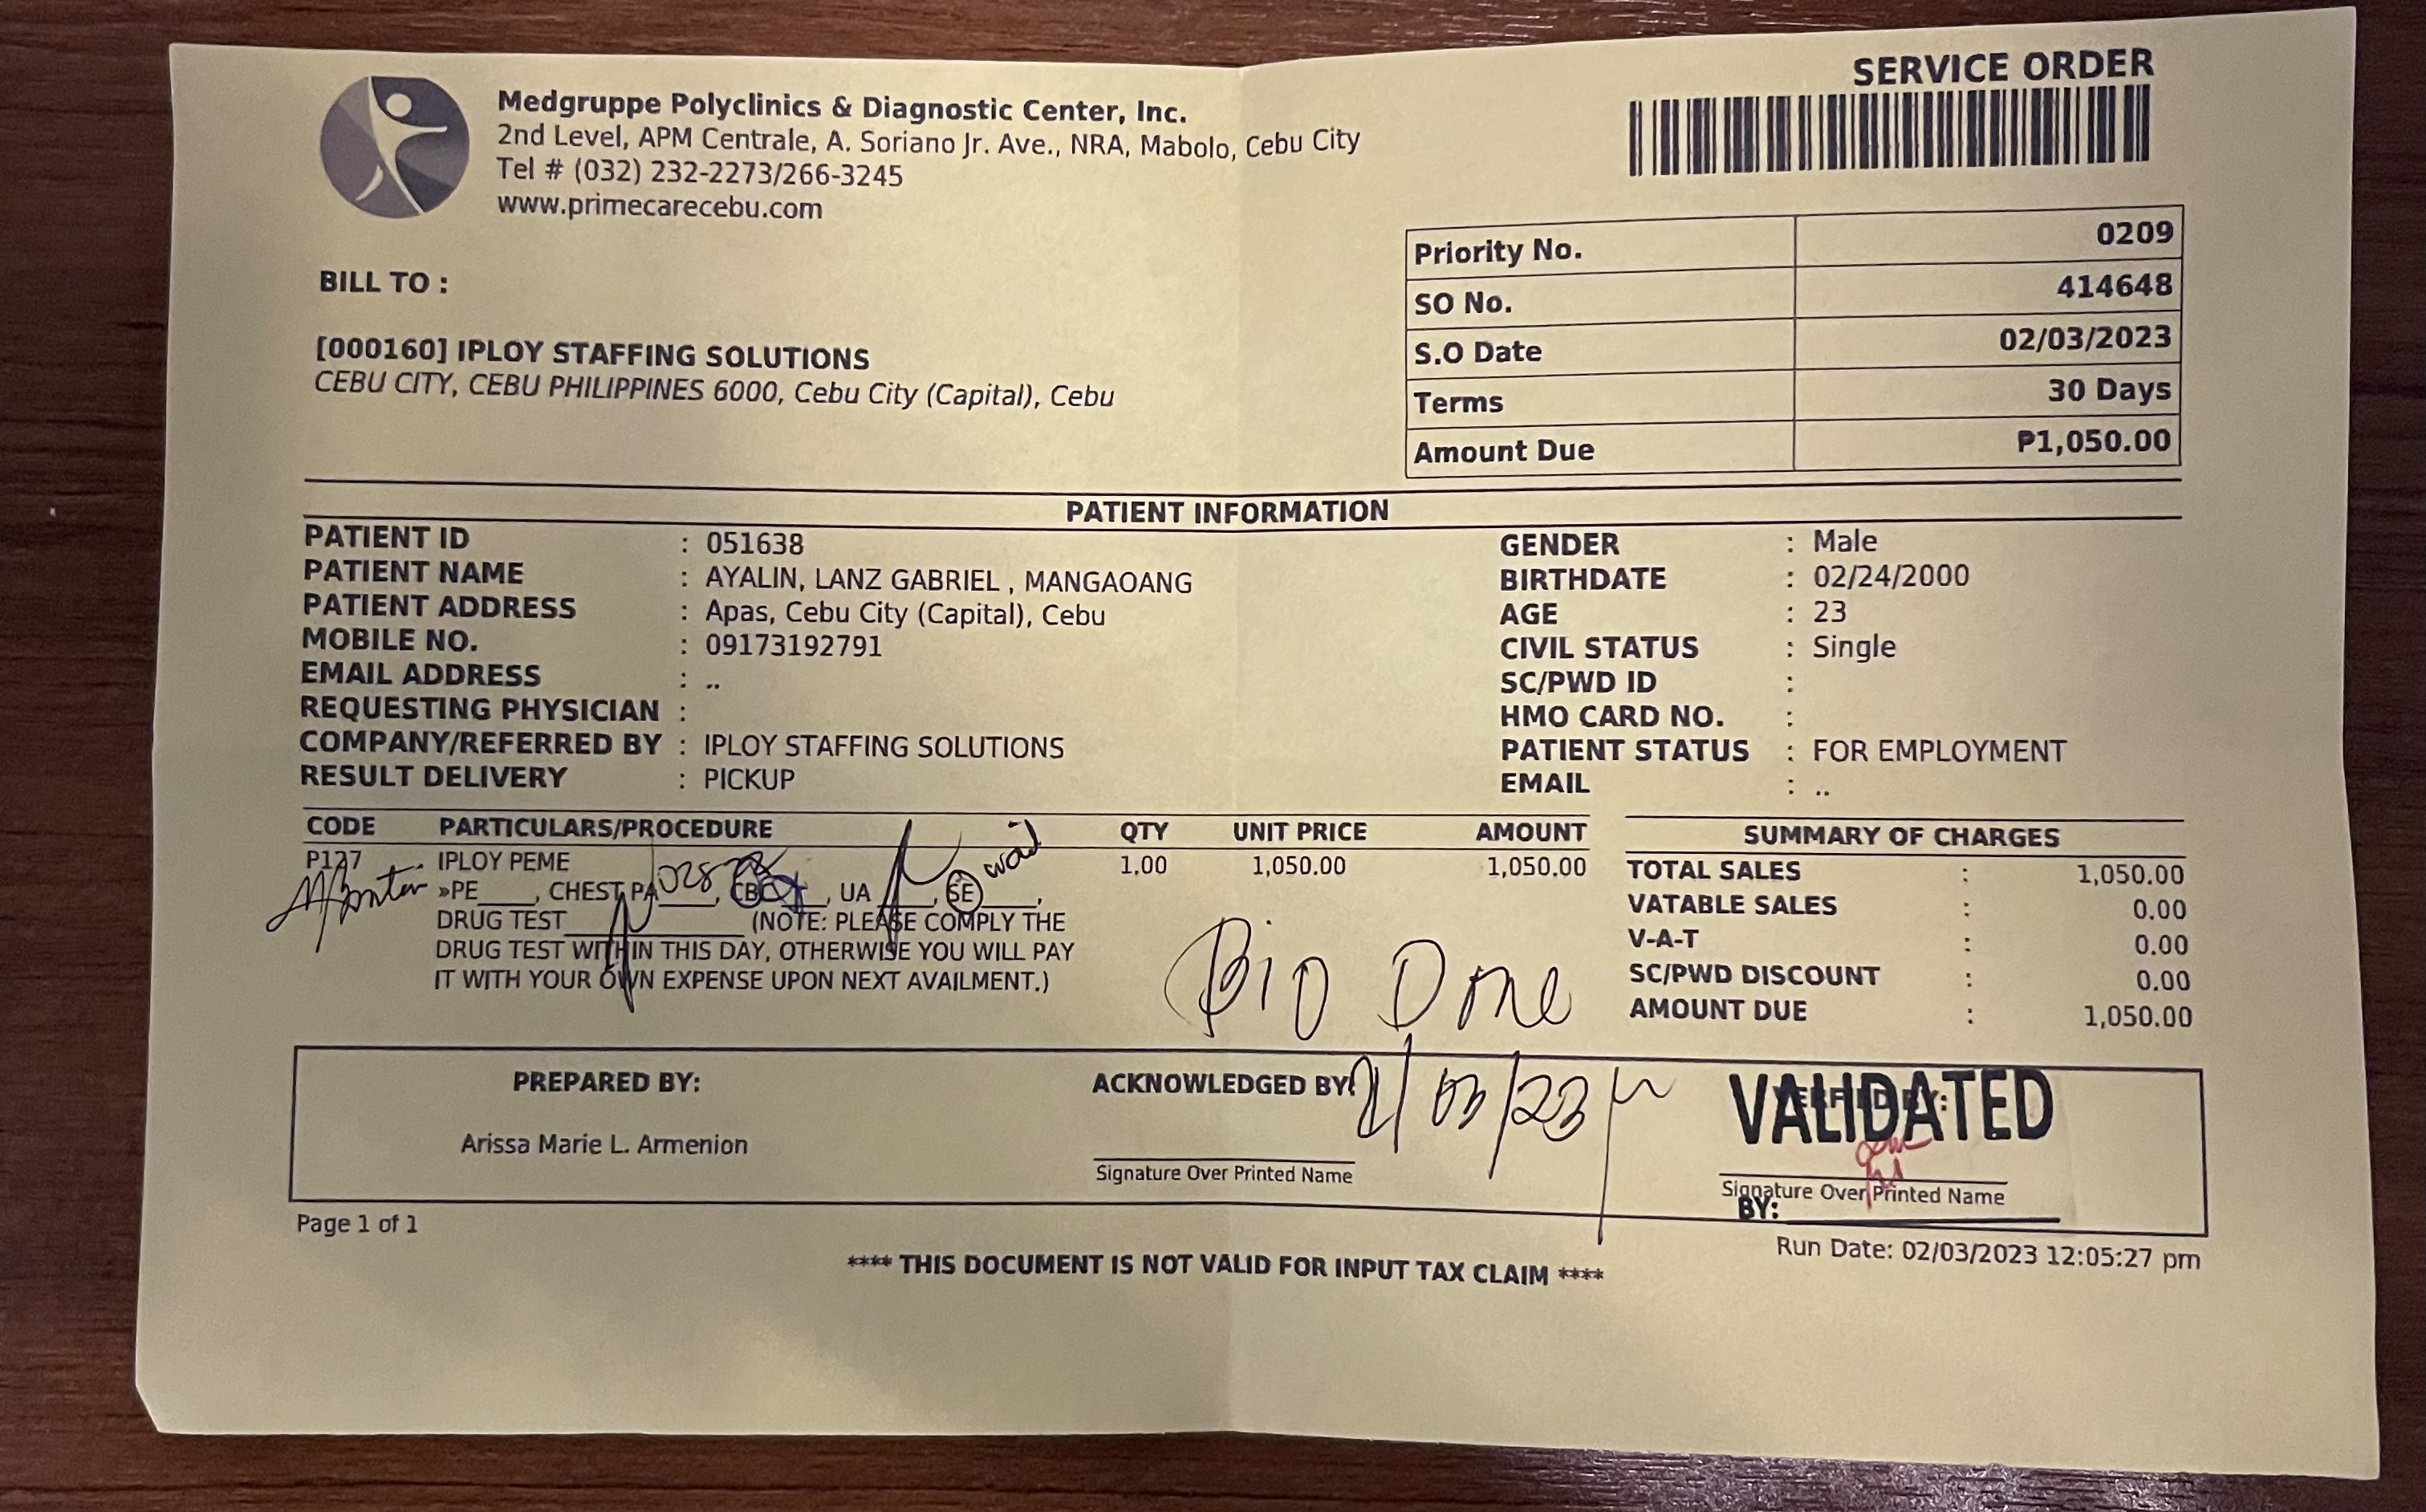 SERVICE ORDER
Medgruppe Polyclinics & Diagnostic Center, Inc.
2nd Level, APM Centrale, A. Soriano Jr. Ave., NRA, Mabolo, Cebu City
Tel # (032) 232-2273/266-3245
www.primecarecebu.com
Priority No. 0209
SO No. 414648
S.O Date 02/03/2023
Terms 30 Days
Amount Due ₱1,050.00
BILL TO :
[000160] IPLOY STAFFING SOLUTIONS
CEBU CITY, CEBU PHILIPPINES 6000, Cebu City (Capital), Cebu
PATIENT INFORMATION
PATIENT ID : 051638
PATIENT NAME : AYALIN, LANZ GABRIEL , MANGAOANG
PATIENT ADDRESS : Apas, Cebu City (Capital), Cebu
MOBILE NO. : 09173192791
EMAIL ADDRESS : ..
REQUESTING PHYSICIAN :
COMPANY/REFERRED BY : IPLOY STAFFING SOLUTIONS
RESULT DELIVERY : PICKUP
GENDER : Male
BIRTHDATE : 02/24/2000
AGE : 23
CIVIL STATUS : Single
SC/PWD ID :
HMO CARD NO. :
PATIENT STATUS : FOR EMPLOYMENT
EMAIL : ..
CODE PARTICULARS/PROCEDURE QTY UNIT PRICE AMOUNT
P127 IPLOY PEME 1.00 1,050.00 1,050.00
»PE____, CHEST PA____, CBC____, UA____, SE____,
DRUG TEST____________ (NOTE: PLEASE COMPLY THE
DRUG TEST WITHIN THIS DAY, OTHERWISE YOU WILL PAY
IT WITH YOUR OWN EXPENSE UPON NEXT AVAILMENT.)
Bio Done
2/03/23
SUMMARY OF CHARGES
TOTAL SALES : 1,050.00
VATABLE SALES : 0.00
V-A-T : 0.00
SC/PWD DISCOUNT : 0.00
AMOUNT DUE : 1,050.00
PREPARED BY:
Arissa Marie L. Armenion
ACKNOWLEDGED BY:
Signature Over Printed Name
VALIDATED
Signature Over Printed Name
BY:
Page 1 of 1
Run Date: 02/03/2023 12:05:27 pm
**** THIS DOCUMENT IS NOT VALID FOR INPUT TAX CLAIM ****